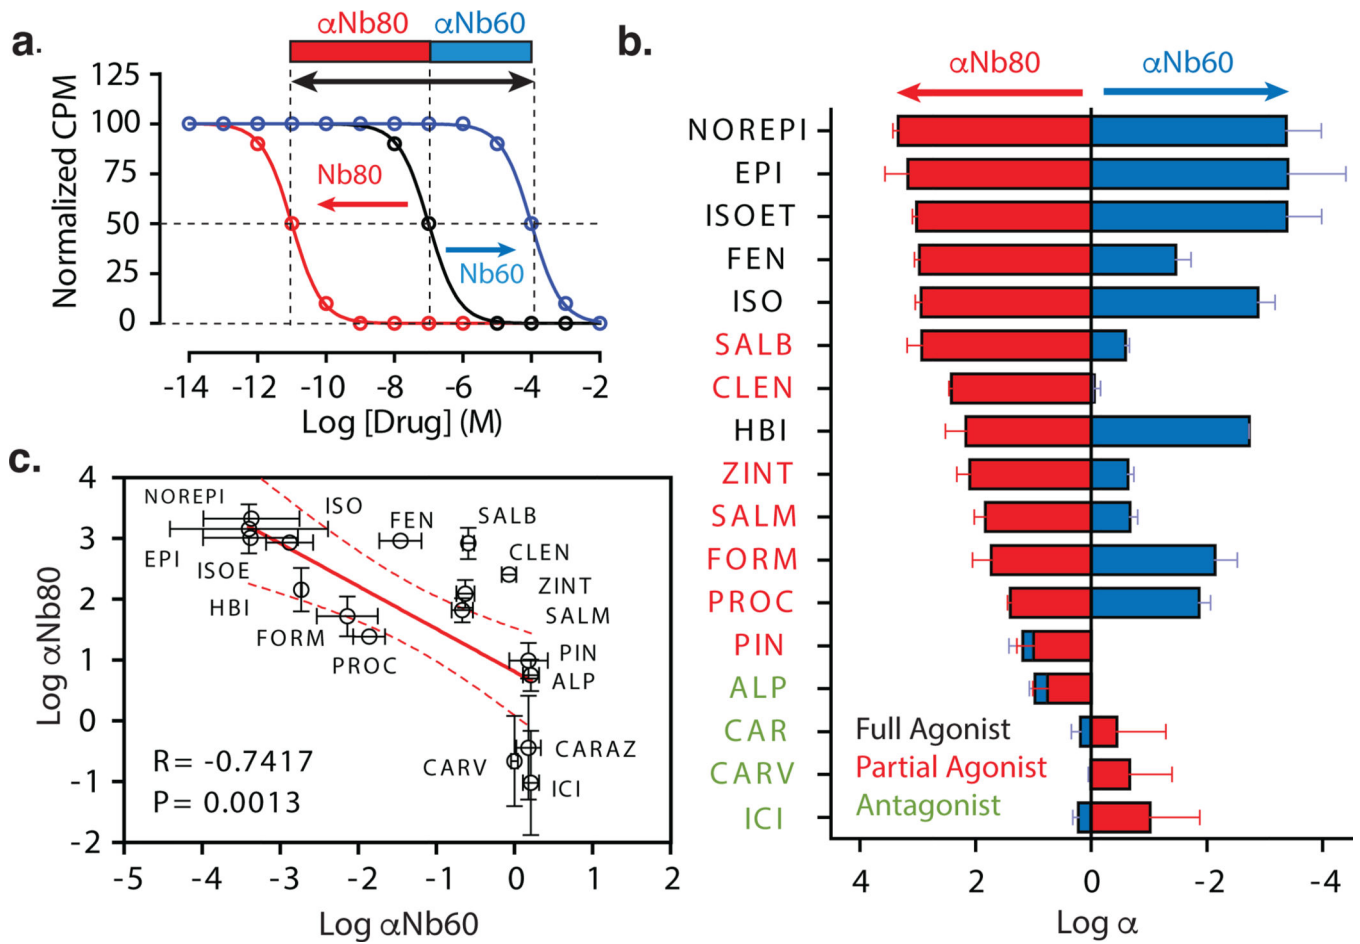 a.
αNb80 αNb60
Normalized CPM
125
100
75
50
25
0
Nb80
Nb60
-14 -12 -10 -8 -6 -4 -2
Log [Drug] (M)
b.
αNb80 αNb60
NOREPI
EPI
ISOET
FEN
ISO
SALB
CLEN
HBI
ZINT
SALM
FORM
PROC
PIN
ALP
CAR
CARV
ICI
Full Agonist
Partial Agonist
Antagonist
4 2 0 -2 -4
Log α
c.
Log αNb80
4
3
2
1
0
-1
-2
NOREPI
ISO
FEN
SALB
EPI
ISOE
CLEN
HBI
ZINT
FORM
SALM
PROC
PIN
ALP
CARV
CARAZ
ICI
R= -0.7417
P= 0.0013
-5 -4 -3 -2 -1 0 1 2
Log αNb60